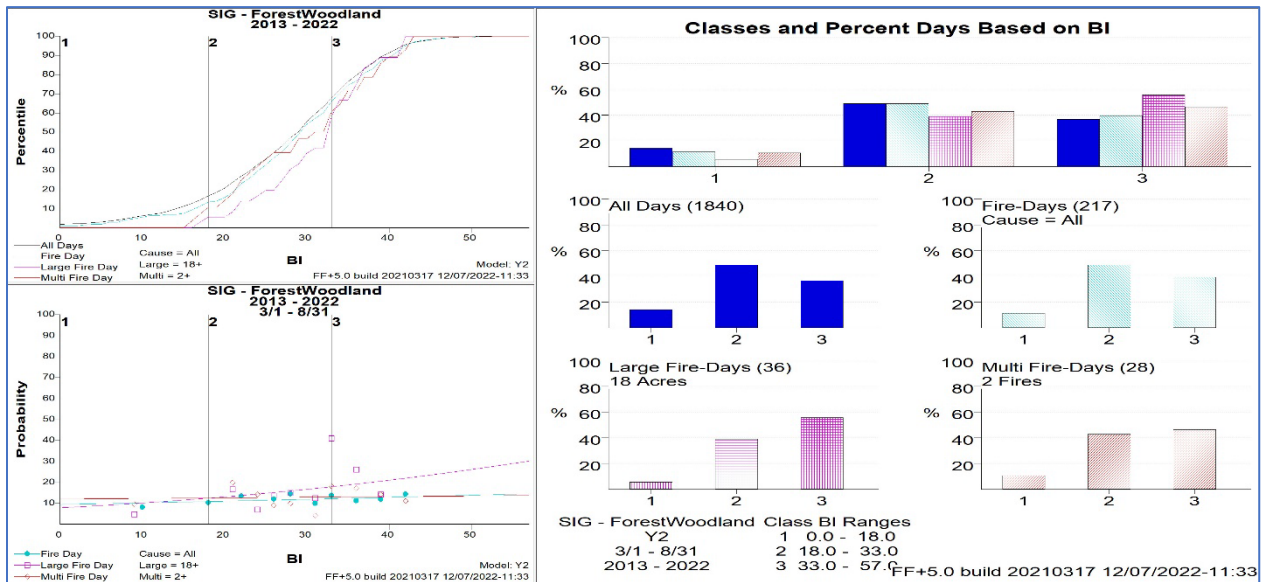 SIG - ForestWoodland
2013 - 2022
100
90
80
70
60
50
40
30
20
10
Percentile
1
2
3
0
10
20
30
40
50
BI
All Days
Fire Day
Large Fire Day
Multi Fire Day
Cause = All
Large = 18+
Multi = 2+
Model: Y2
FF+5.0 build 20210317 12/07/2022-11:33
SIG - ForestWoodland
2013 - 2022
3/1 - 8/31
100
90
80
70
60
50
40
30
20
10
Probability
1
2
3
0
10
20
30
40
50
BI
Fire Day
Large Fire Day
Multi Fire Day
Cause = All
Large = 18+
Multi = 2+
Model: Y2
FF+5.0 build 20210317 12/07/2022-11:33
Classes and Percent Days Based on BI
100
80
%
60
40
20
1
2
3
All Days (1840)
100
80
%
60
40
20
1
2
3
Fire-Days (217)
Cause = All
100
80
%
60
40
20
1
2
3
Large Fire-Days (36)
18 Acres
100
80
%
60
40
20
1
2
3
Multi Fire-Days (28)
2 Fires
100
80
%
60
40
20
1
2
3
SIG - ForestWoodland Class BI Ranges
Y2 1 0.0 - 18.0
3/1 - 8/31 2 18.0 - 33.0
2013 - 2022 3 33.0 - 57.0
FF+5.0 build 20210317 12/07/2022-11:33